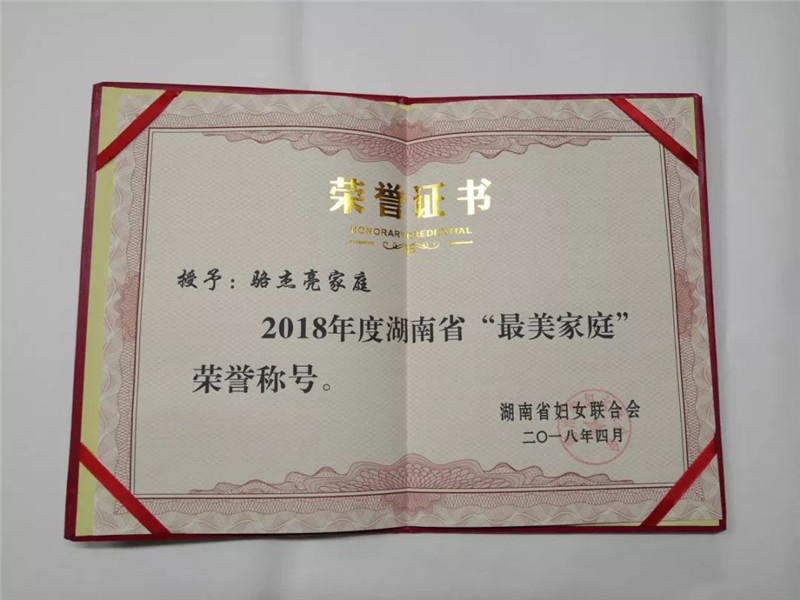 荣誉证书
HONORARY CREDENTIAL
授予：骆杰亮家庭
2018年度湖南省“最美家庭”
荣誉称号。
湖南省妇女联合会
二〇一八年四月